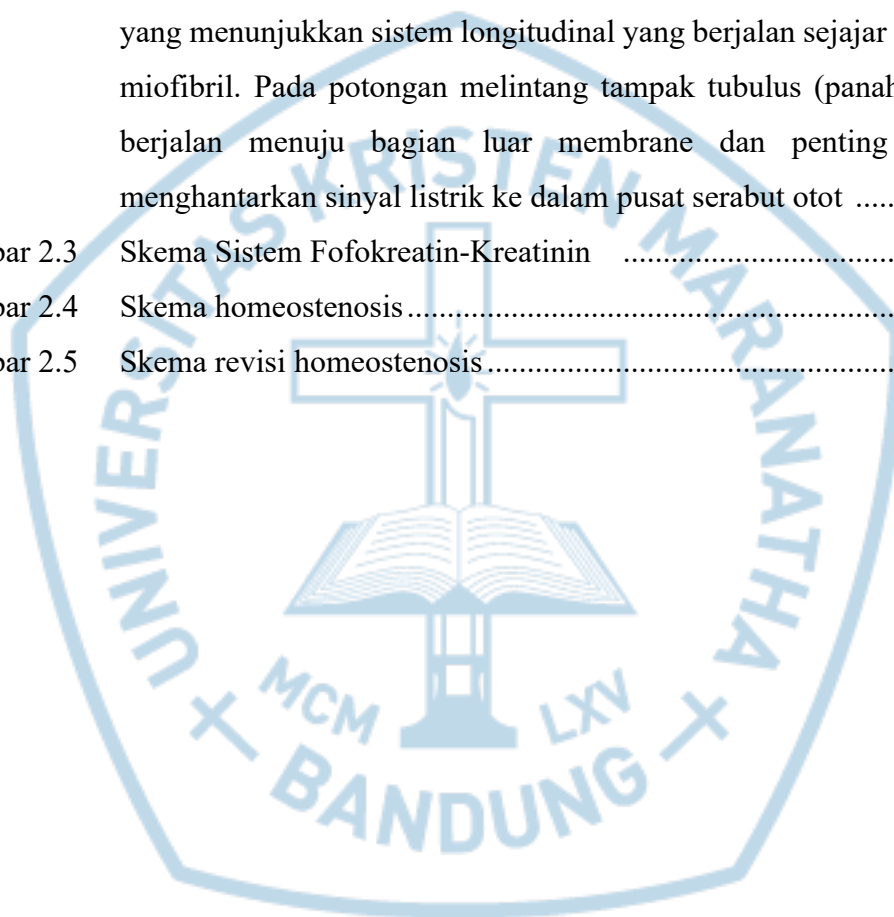 yang menunjukkan sistem longitudinal yang berjalan sejajar
miofibril. Pada potongan melintang tampak tubulus (panah
berjalan menuju bagian luar membrane dan penting
menghantarkan sinyal listrik ke dalam pusat serabut otot .....
bar 2.3 Skema Sistem Fofokreatin-Kreatinin ................................
bar 2.4 Skema homeostenosis................................................................
bar 2.5 Skema revisi homeostenosis.....................................................
UNIVERSITAS KRISTEN MARANATHA
MCM LXV
BANDUNG